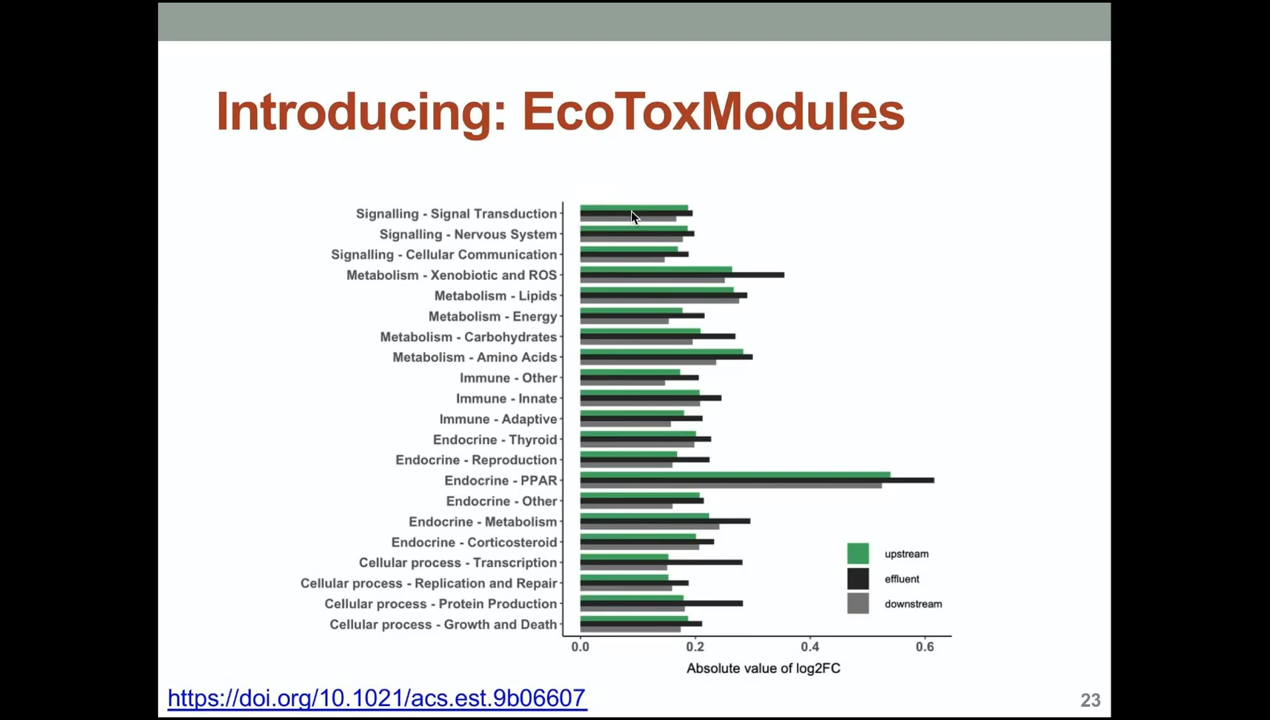 Introducing: EcoToxModules
Signalling - Signal Transduction
Signalling - Nervous System
Signalling - Cellular Communication
Metabolism - Xenobiotic and ROS
Metabolism - Lipids
Metabolism - Energy
Metabolism - Carbohydrates
Metabolism - Amino Acids
Immune - Other
Immune - Innate
Immune - Adaptive
Endocrine - Thyroid
Endocrine - Reproduction
Endocrine - PPAR
Endocrine - Other
Endocrine - Metabolism
Endocrine - Corticosteroid
Cellular process - Transcription
Cellular process - Replication and Repair
Cellular process - Protein Production
Cellular process - Growth and Death
upstream
effluent
downstream
0.0 0.2 0.4 0.6
Absolute value of log2FC
https://doi.org/10.1021/acs.est.9b06607
23